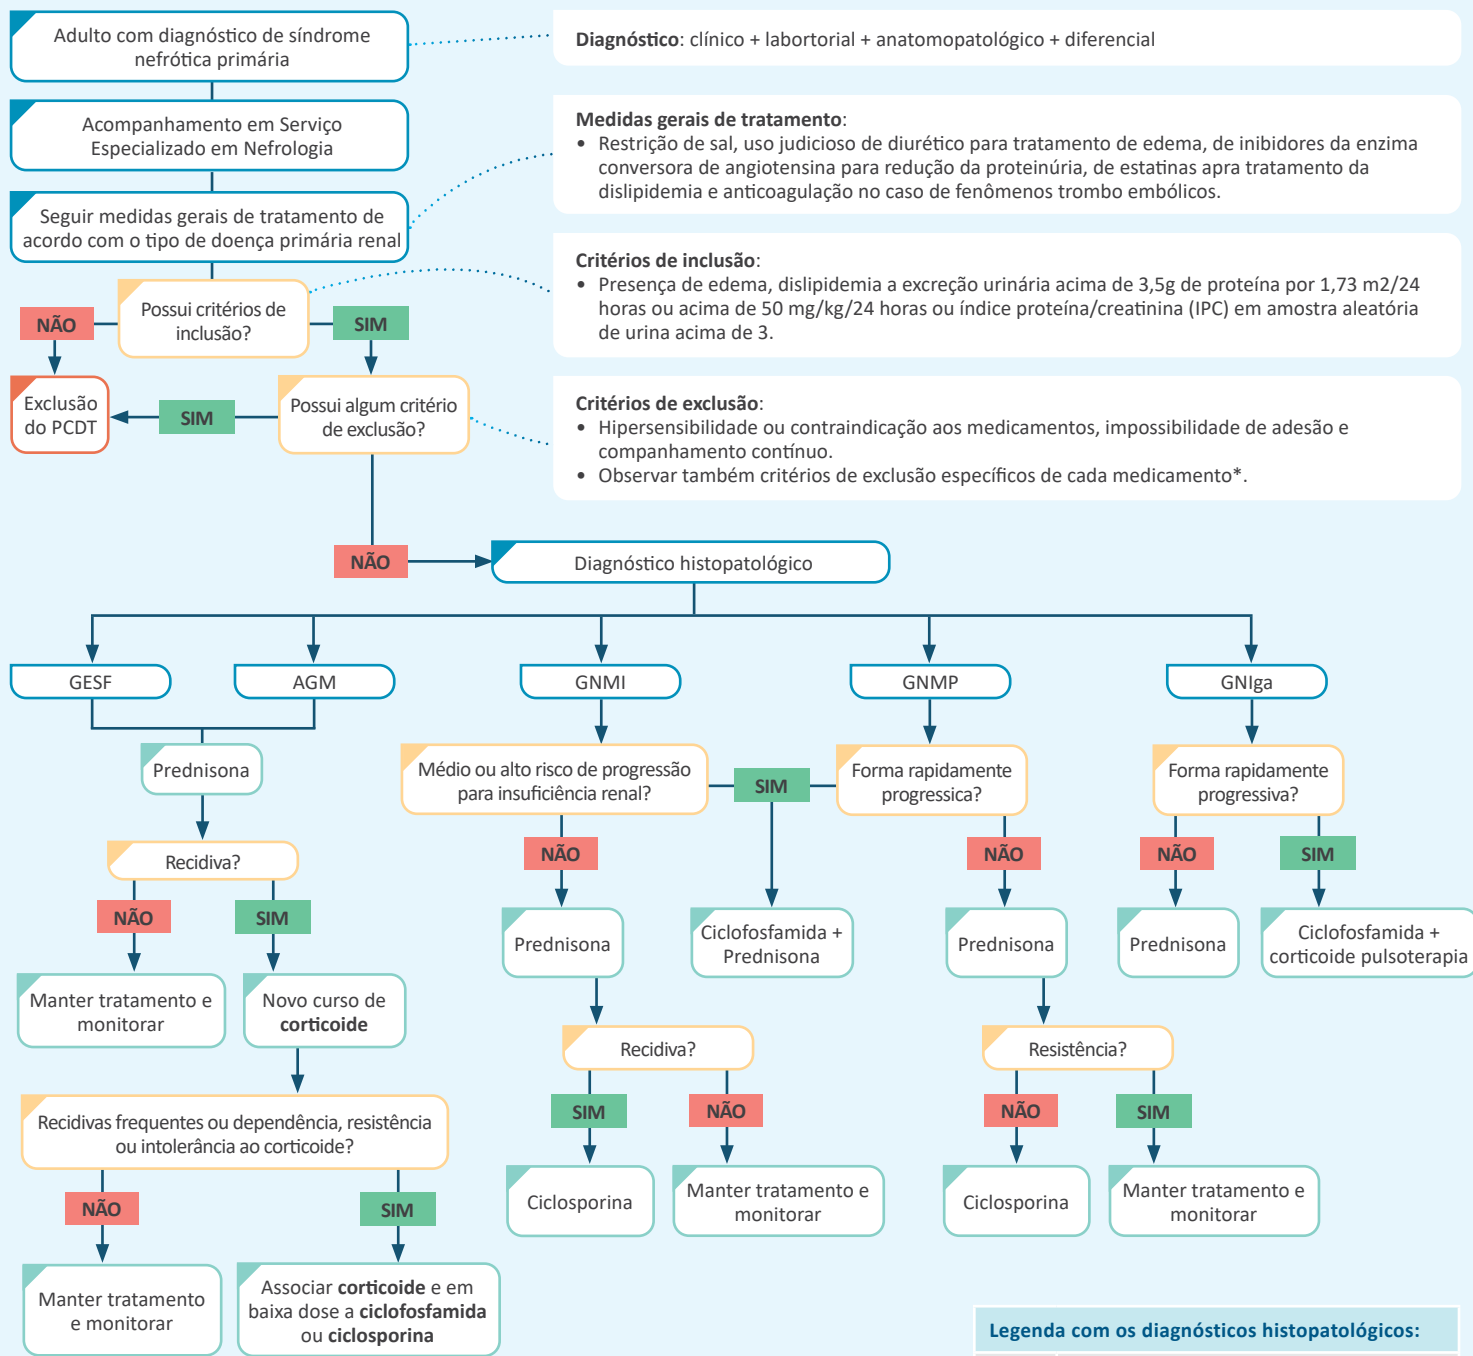 Adulto com diagnóstico de síndrome
nefrótica primária
Diagnóstico: clínico + labortorial + anatomopatológico + diferencial
Acompanhamento em Serviço
Especializado em Nefrologia
Medidas gerais de tratamento:
• Restrição de sal, uso judicioso de diurético para tratamento de edema, de inibidores da enzima
conversora de angiotensina para redução da proteinúria, de estatinas apra tratamento da
dislipidemia e anticoagulação no caso de fenômenos trombo embólicos.
Seguir medidas gerais de tratamento de
acordo com o tipo de doença primária renal
Critérios de inclusão:
• Presença de edema, dislipidemia a excreção urinária acima de 3,5g de proteína por 1,73 m2/24
horas ou acima de 50 mg/kg/24 horas ou índice proteína/creatinina (IPC) em amostra aleatória
de urina acima de 3.
Possui critérios de
inclusão?
NÃO
SIM
Exclusão
do PCDT
SIM
Possui algum critério
de exclusão?
Critérios de exclusão:
• Hipersensibilidade ou contraindicação aos medicamentos, impossibilidade de adesão e
companhamento contínuo.
• Observar também critérios de exclusão específicos de cada medicamento*.
NÃO
Diagnóstico histopatológico
GESF
AGM
GNMI
GNMP
GNIga
Prednisona
Médio ou alto risco de progressão
para insuficiência renal?
SIM
Forma rapidamente
progressica?
Forma rapidamente
progressiva?
Recidiva?
NÃO
NÃO
NÃO
SIM
NÃO
SIM
Prednisona
Ciclofosfamida +
Prednisona
Prednisona
Prednisona
Ciclofosfamida +
corticoide pulsoterapia
Manter tratamento e
monitorar
Novo curso de
corticoide
Recidiva?
Resistência?
Recidivas frequentes ou dependência, resistência
ou intolerância ao corticoide?
SIM
NÃO
NÃO
SIM
NÃO
SIM
Ciclosporina
Manter tratamento e
monitorar
Ciclosporina
Manter tratamento e
monitorar
Manter tratamento
e monitorar
Associar corticoide e em
baixa dose a ciclofosfamida
ou ciclosporina
Legenda com os diagnósticos histopatológicos: